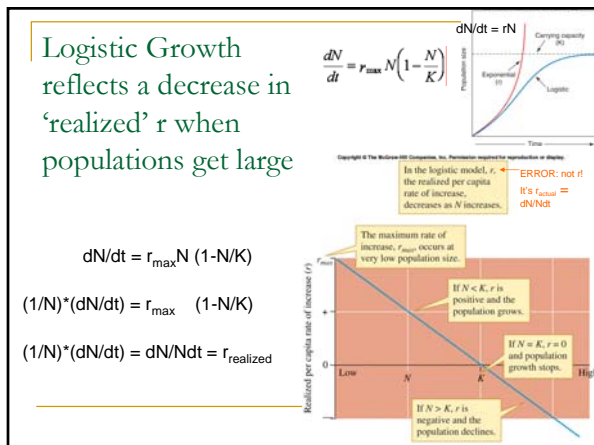 Logistic Growth
reflects a decrease in
‘realized’ r when
populations get large
dN/dt = r_max N (1-N/K)
(1/N)*(dN/dt) = r_max (1-N/K)
(1/N)*(dN/dt) = dN/Ndt = r_realized
dN/dt = r_max N(1 - N/K)
dN/dt = rN
Carrying capacity
(K)
Exponential
(r)
Logistic
Population size
Time
Copyright © The McGraw-Hill Companies, Inc. Permission required for reproduction or display.
In the logistic model, r,
the realized per capita
rate of increase,
decreases as N increases.
ERROR: not r!
It's r_actual =
dN/Ndt
The maximum rate of
increase, r_max, occurs at
very low population size.
r_max
If N < K, r is
positive and the
population grows.
If N = K, r = 0
and population
growth stops.
If N > K, r is
negative and the
population declines.
Realized per capita rate of increase (r)
+
0
−
Low
N
K
High